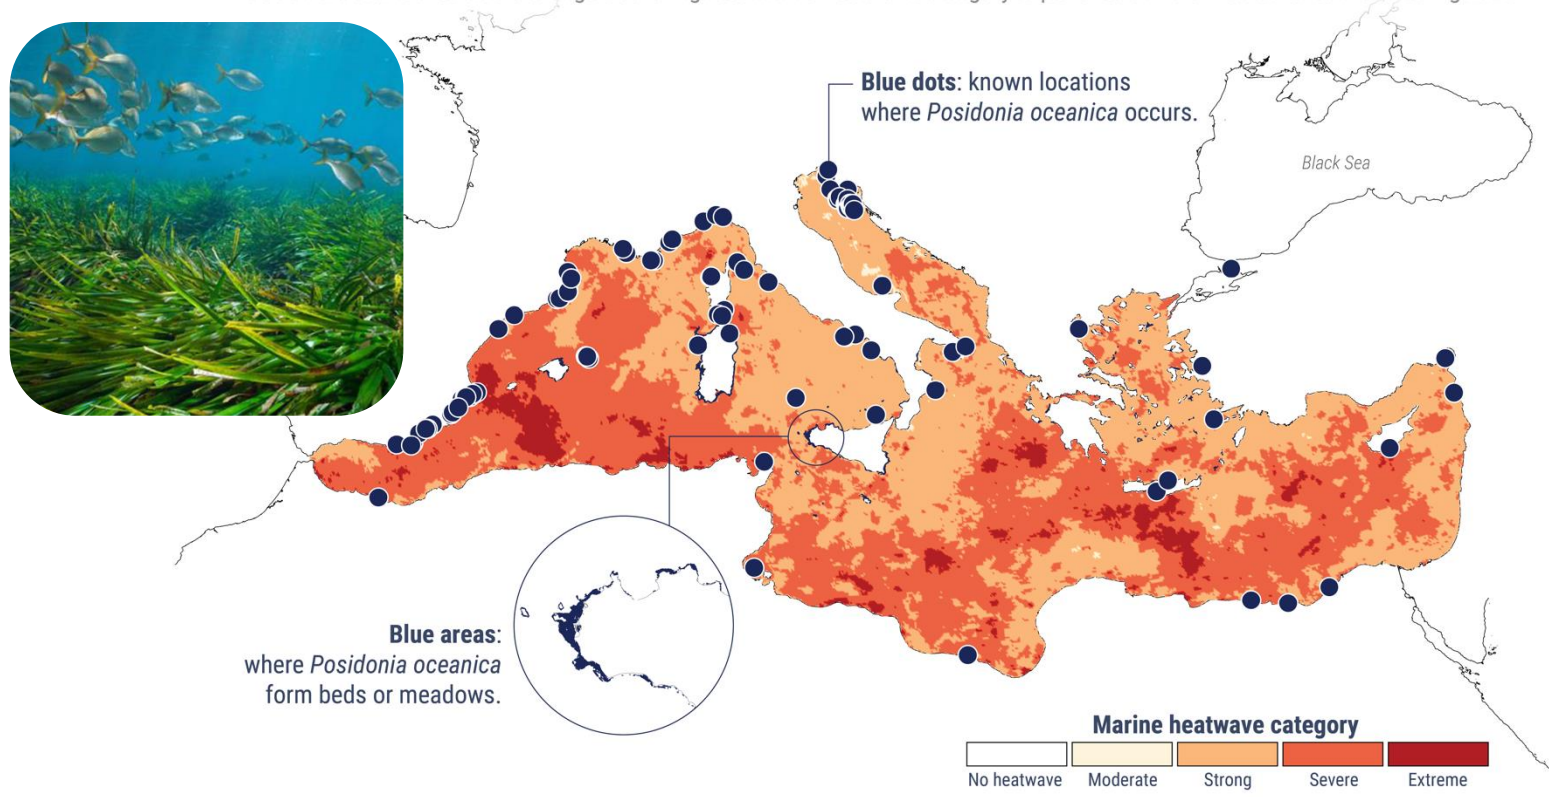 Blue dots: known locations
where Posidonia oceanica occurs.
Black Sea
Blue areas:
where Posidonia oceanica
form beds or meadows.
Marine heatwave category
No heatwave
Moderate
Strong
Severe
Extreme